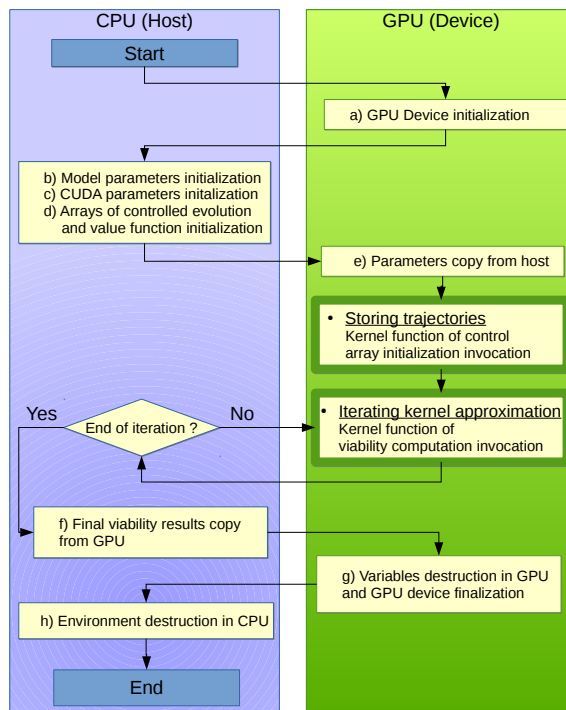 CPU (Host)
GPU (Device)
Start
a) GPU Device initialization
b) Model parameters initialization
c) CUDA parameters initalization
d) Arrays of controlled evolution
and value function initialization
e) Parameters copy from host
• Storing trajectories
Kernel function of control
array initialization invocation
Yes
End of iteration ?
No
• Iterating kernel approximation
Kernel function of
viability computation invocation
f) Final viability results copy
from GPU
g) Variables destruction in GPU
and GPU device finalization
h) Environment destruction in CPU
End